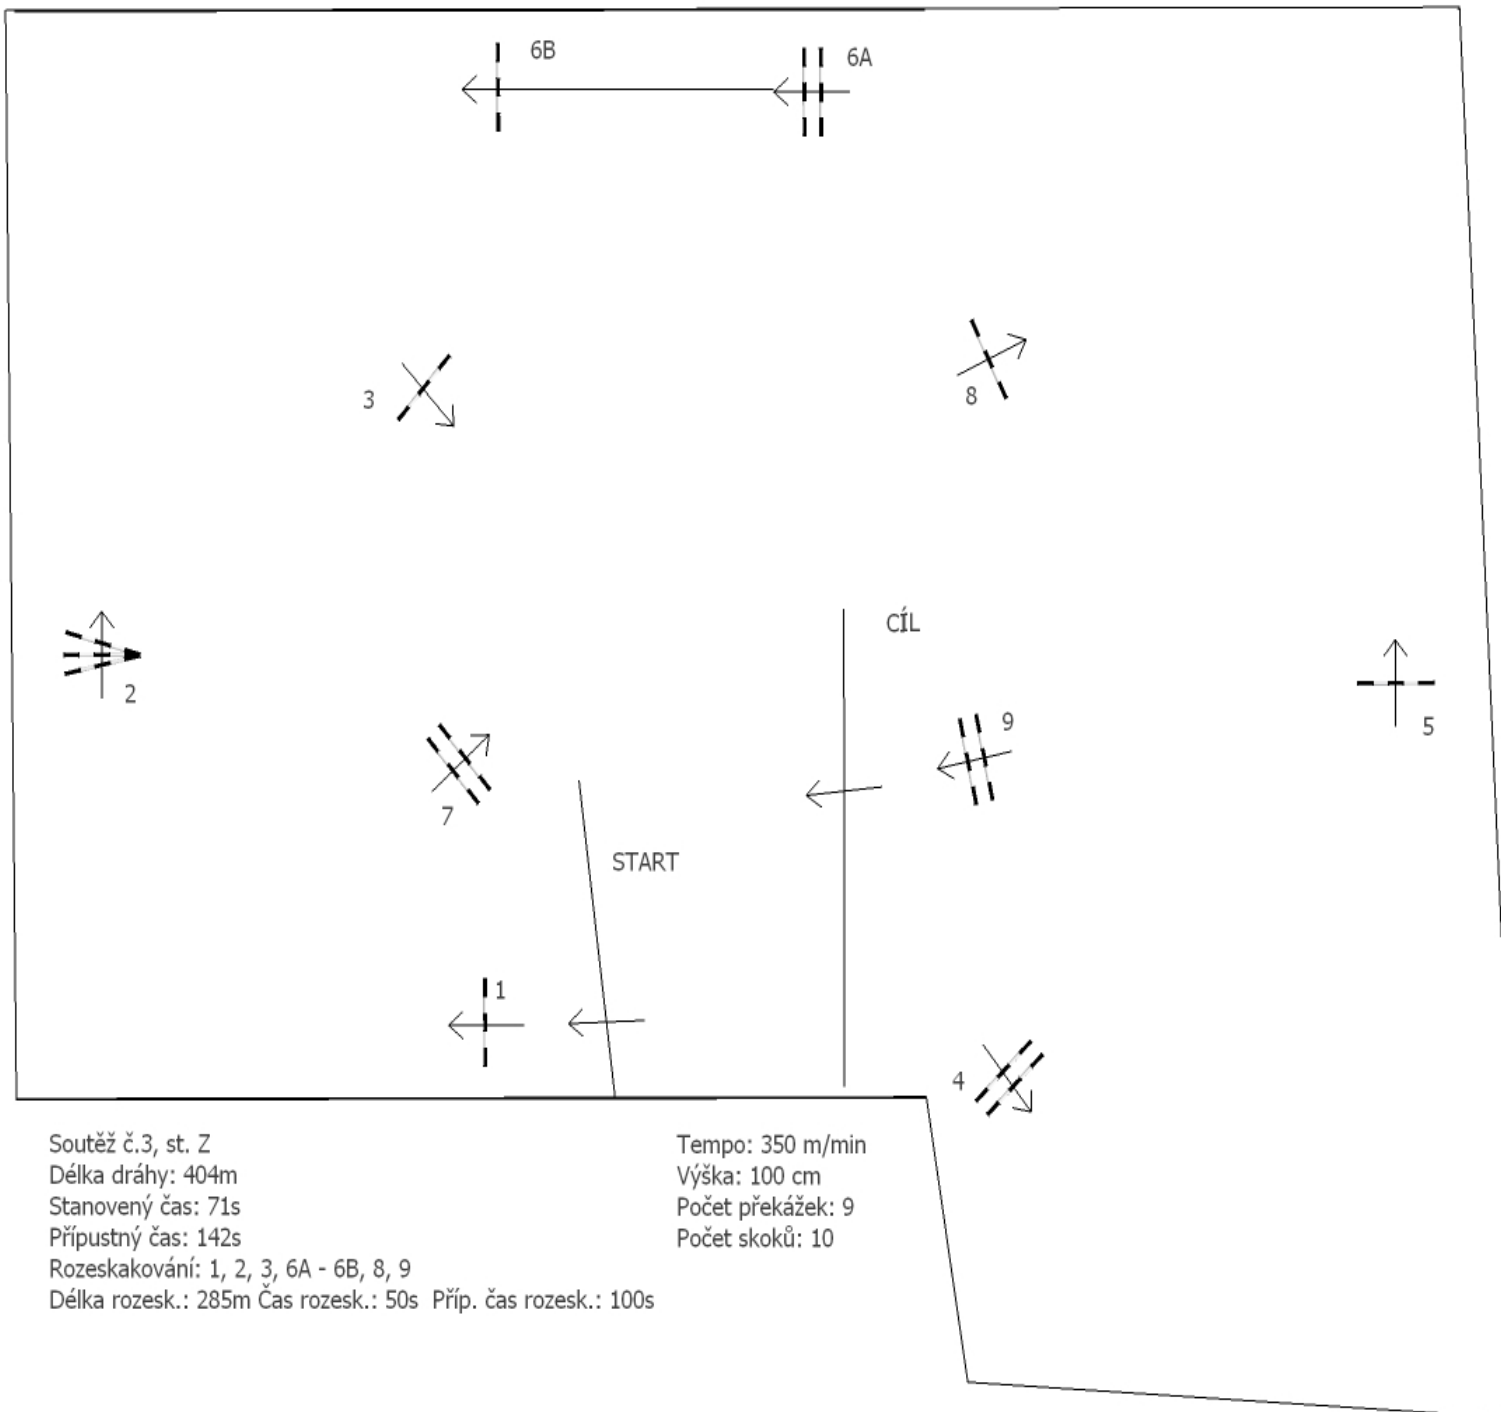 6B
6A
3
8
CÍL
2
9
5
7
START
1
4
Soutěž č.3, st. Z
Délka dráhy: 404m
Stanovený čas: 71s
Přípustný čas: 142s
Rozeskakování: 1, 2, 3, 6A - 6B, 8, 9
Délka rozesk.: 285m Čas rozesk.: 50s Příp. čas rozesk.: 100s
Tempo: 350 m/min
Výška: 100 cm
Počet překážek: 9
Počet skoků: 10